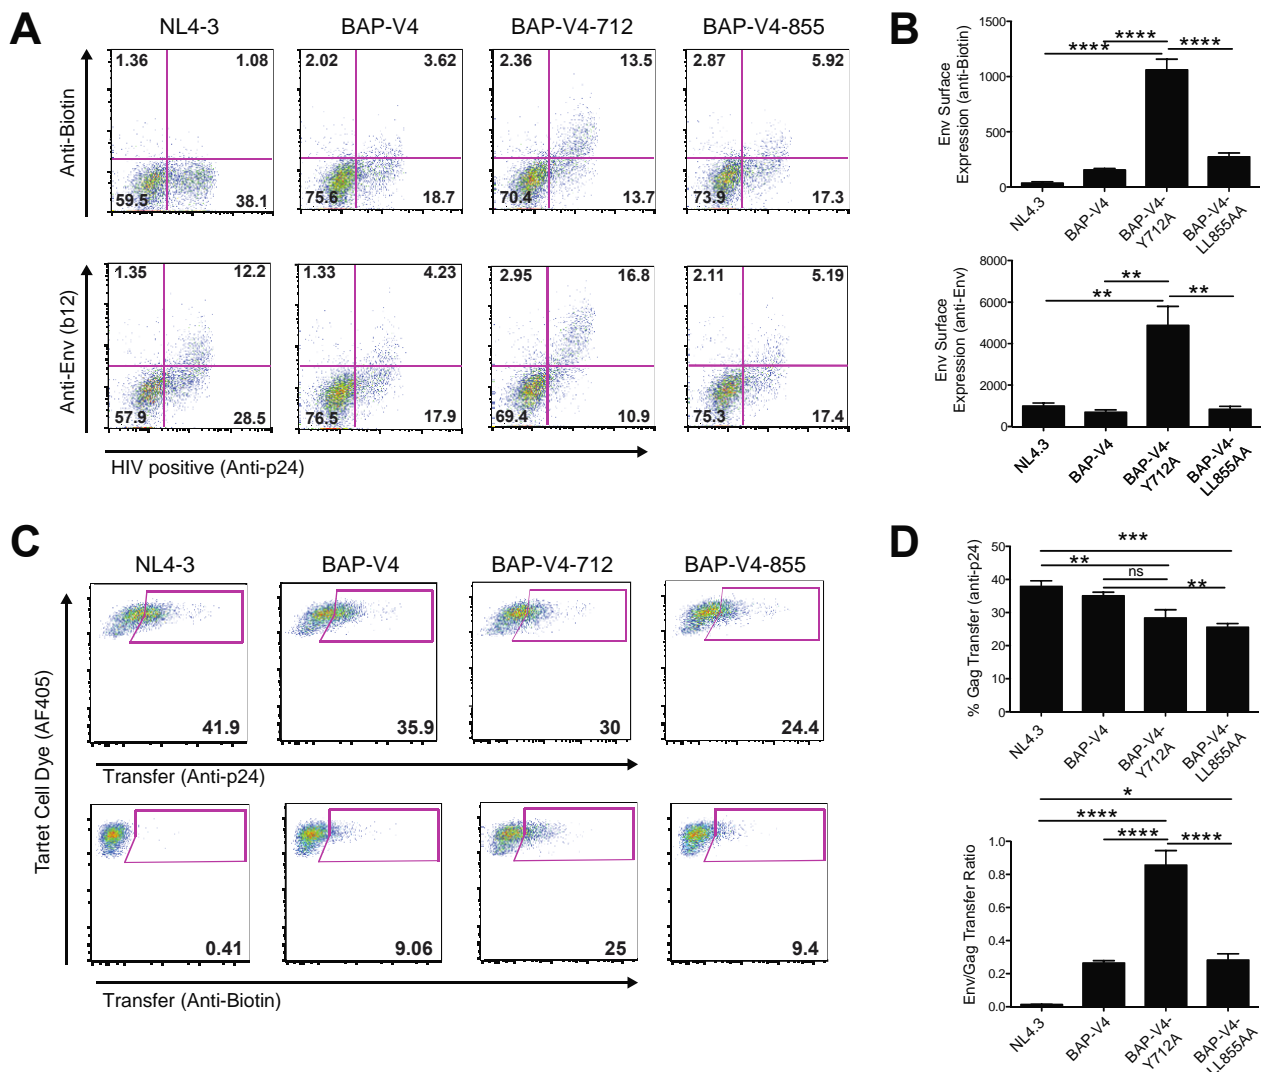 A
NL4-3
BAP-V4
BAP-V4-712
BAP-V4-855
Anti-Biotin
1.36
1.08
59.5
38.1
2.02
3.62
75.6
18.7
2.36
13.5
70.4
13.7
2.87
5.92
73.9
17.3
Anti-Env (b12)
1.35
12.2
57.9
28.5
1.33
4.23
76.5
17.9
2.95
16.8
69.4
10.9
2.11
5.19
75.3
17.4
HIV positive (Anti-p24)
B
Env Surface
Expression (anti-Biotin)
1500
1000
500
0
****
****
****
NL4.3
BAP-V4
BAP-V4-
Y712A
BAP-V4-
LL855AA
Env Surface
Expression (anti-Env)
8000
6000
4000
2000
0
**
**
**
NL4.3
BAP-V4
BAP-V4-
Y712A
BAP-V4-
LL855AA
C
NL4-3
BAP-V4
BAP-V4-712
BAP-V4-855
Tartet Cell Dye (AF405)
41.9
35.9
30
24.4
Transfer (Anti-p24)
0.41
9.06
25
9.4
Transfer (Anti-Biotin)
D
% Gag Transfer (anti-p24)
50
40
30
20
10
0
***
**
ns
**
NL4.3
BAP-V4
BAP-V4-
Y712A
BAP-V4-
LL855AA
Env/Gag Transfer Ratio
1.0
0.8
0.6
0.4
0.2
0.0
*
****
****
****
NL4.3
BAP-V4
BAP-V4-
Y712A
BAP-V4-
LL855AA